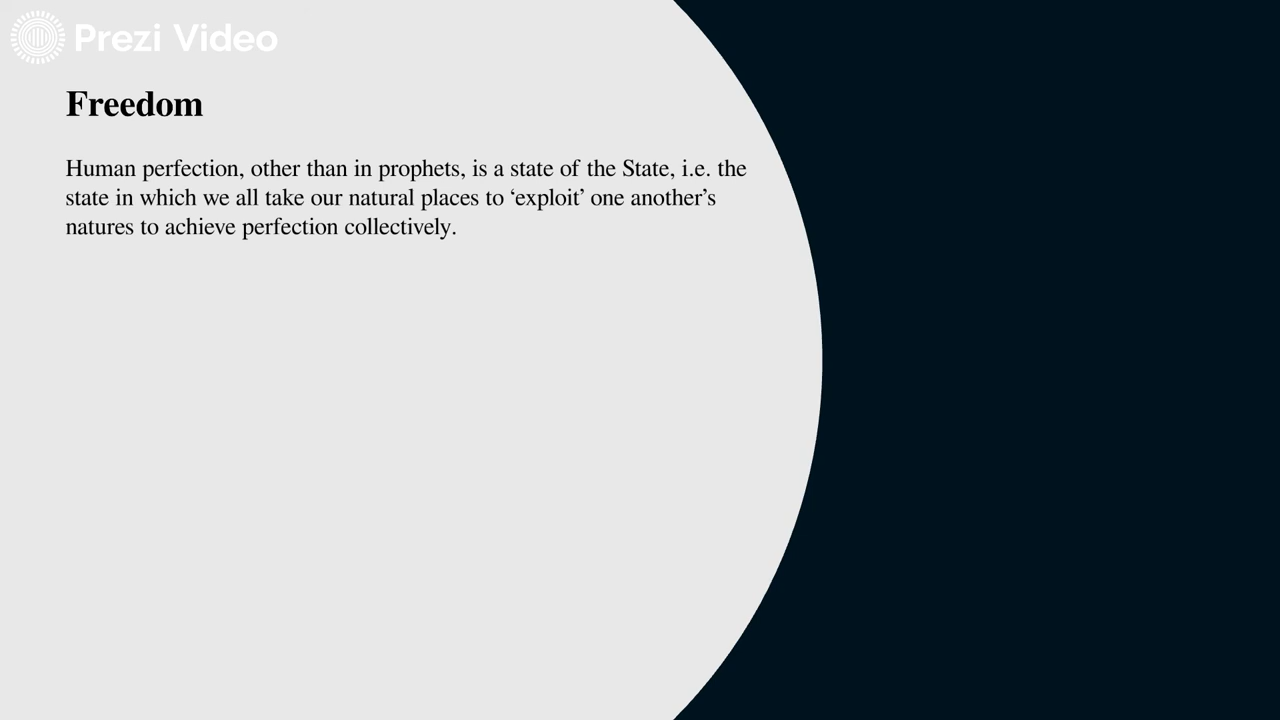 Prezi Video
Freedom
Human perfection, other than in prophets, is a state of the State, i.e. the
state in which we all take our natural places to ‘exploit’ one another’s
natures to achieve perfection collectively.